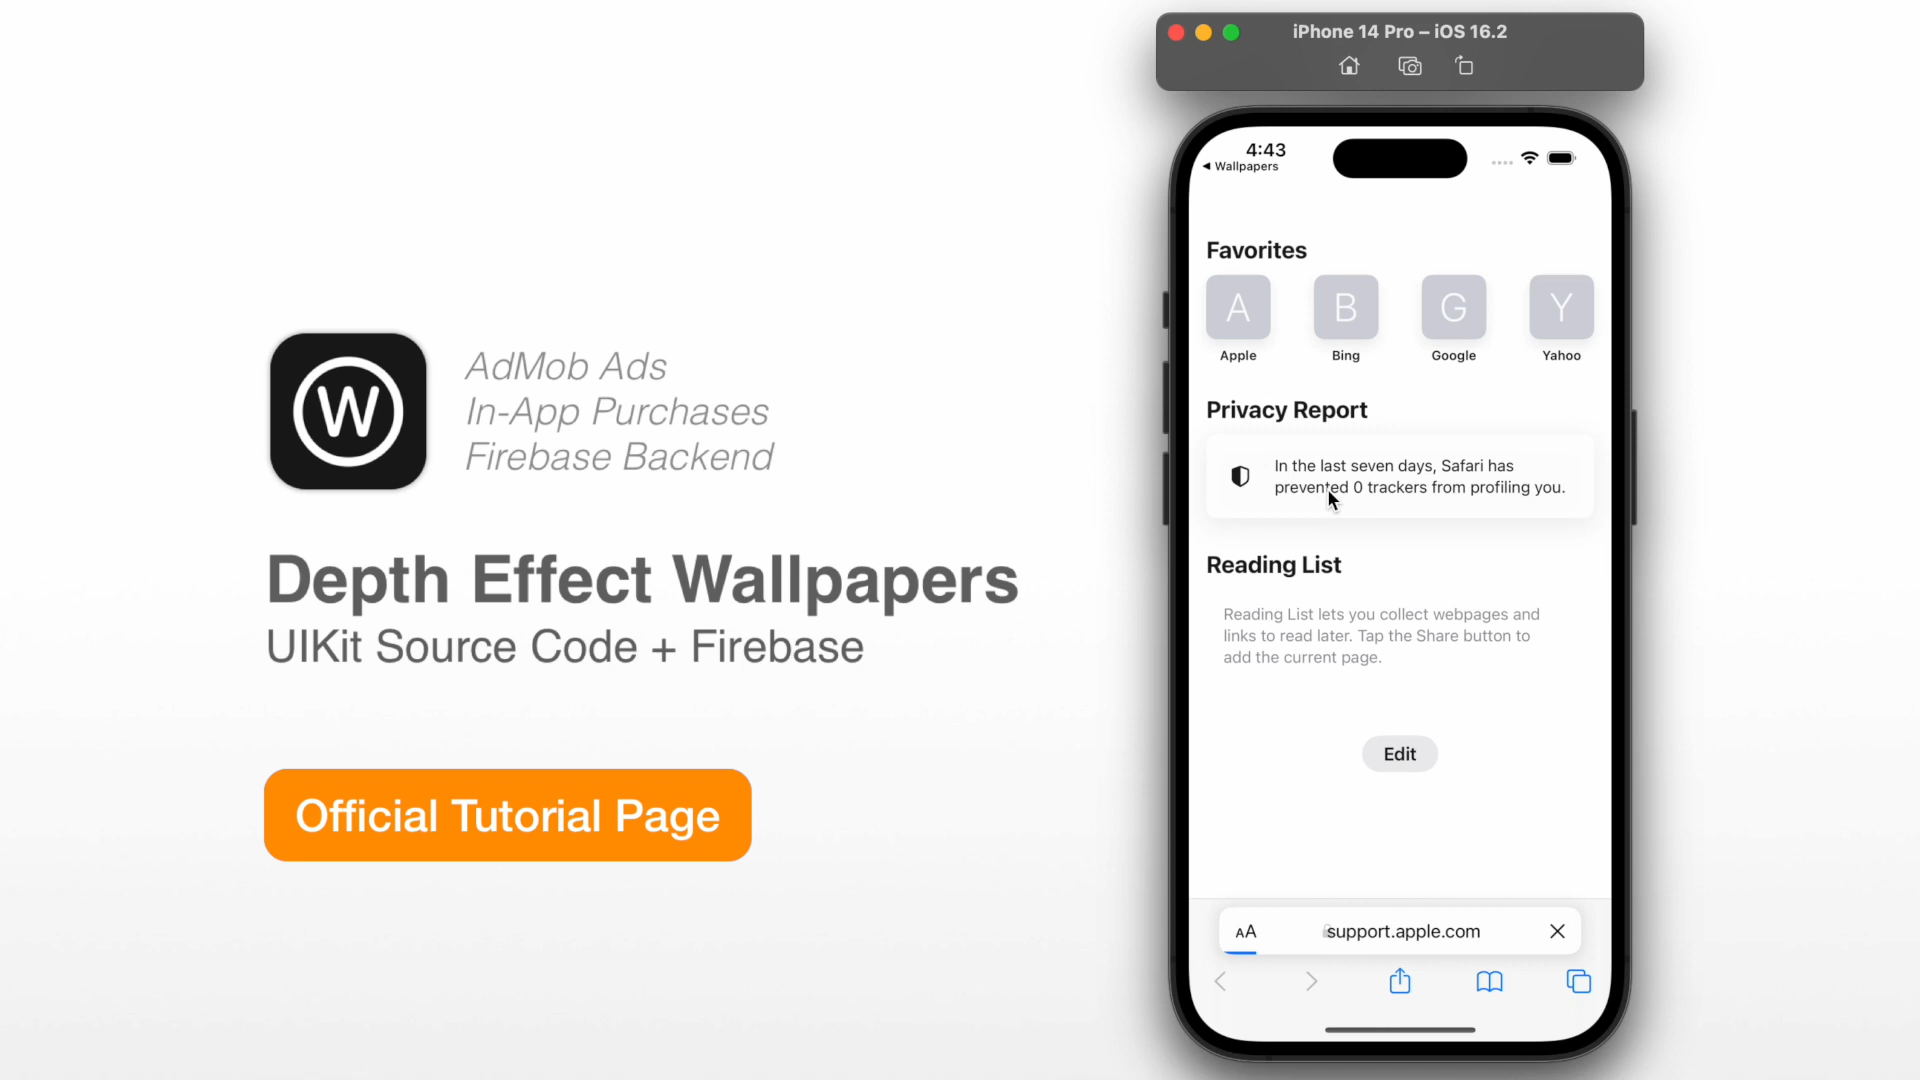 iPhone 14 Pro – iOS 16.2
4:43
◀ Wallpapers
Favorites
A B G Y
Apple Bing Google Yahoo
Privacy Report
In the last seven days, Safari has
prevented 0 trackers from profiling you.
Reading List
Reading List lets you collect webpages and
links to read later. Tap the Share button to
add the current page.
Edit
AA support.apple.com
W
AdMob Ads
In-App Purchases
Firebase Backend
Depth Effect Wallpapers
UIKit Source Code + Firebase
Official Tutorial Page